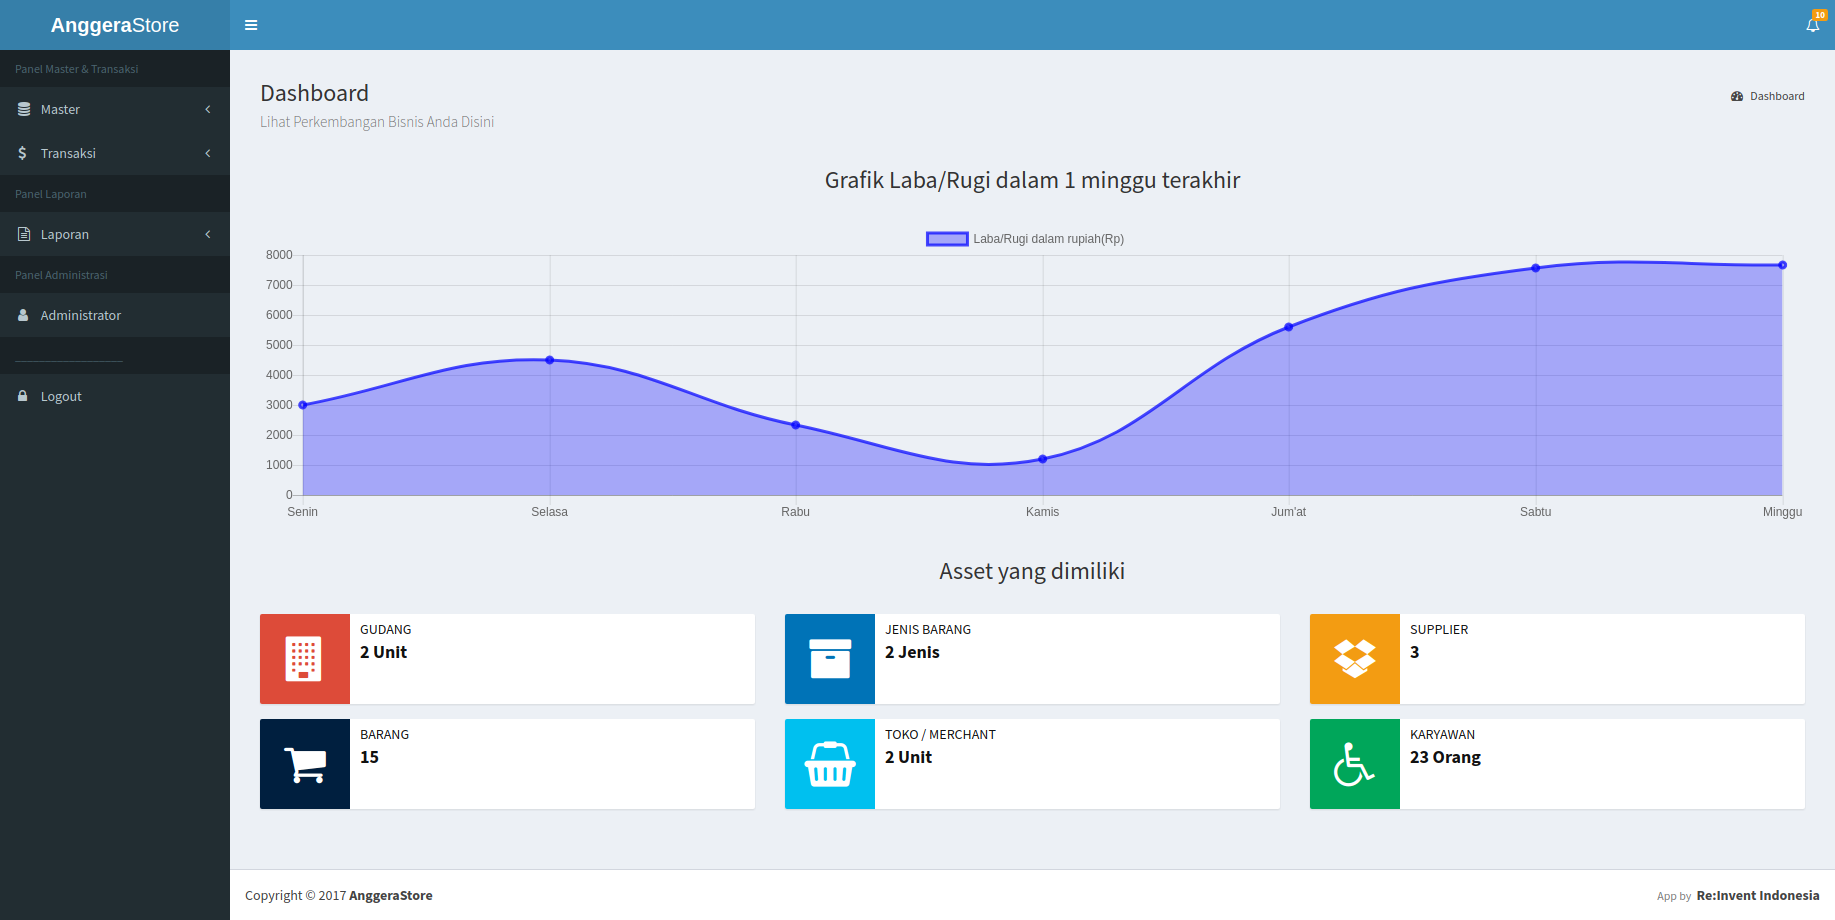 AnggeraStore
10
Panel Master & Transaksi
Master
Transaksi
Panel Laporan
Laporan
Panel Administrasi
Administrator
Logout
Dashboard
Lihat Perkembangan Bisnis Anda Disini
Dashboard
Grafik Laba/Rugi dalam 1 minggu terakhir
Laba/Rugi dalam rupiah(Rp)
8000
7000
6000
5000
4000
3000
2000
1000
0
Senin Selasa Rabu Kamis Jum'at Sabtu Minggu
Asset yang dimiliki
GUDANG
2 Unit
JENIS BARANG
2 Jenis
SUPPLIER
3
BARANG
15
TOKO / MERCHANT
2 Unit
KARYAWAN
23 Orang
Copyright © 2017 AnggeraStore
App by Re:Invent Indonesia